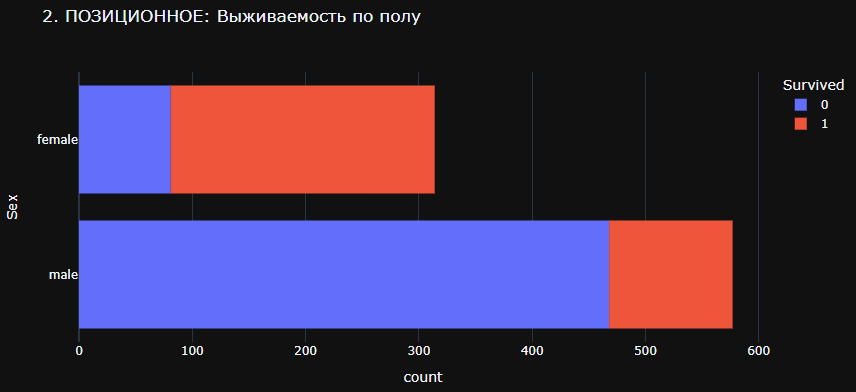 2. ПОЗИЦИОННОЕ: Выживаемость по полу
Survived
0
1
female
male
Sex
0 100 200 300 400 500 600
count